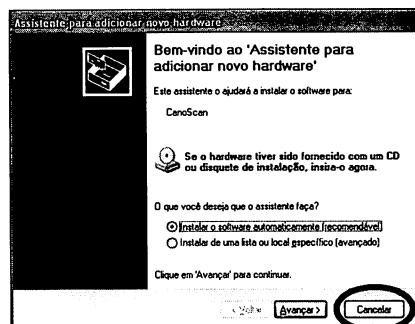 Assistente para adicionar novo hardware
Bem-vindo ao 'Assistente para
adicionar novo hardware'
Este assistente o ajudará a instalar o software para:
CanoScan
Se o hardware tiver sido fornecido com um CD
ou disquete de instalação, insira-o agora.
O que você deseja que o assistente faça?
Instalar o software automaticamente (recomendável)
Instalar de uma lista ou local específico (avançado)
Clique em 'Avançar' para continuar.
< Voltar Avançar > Cancelar